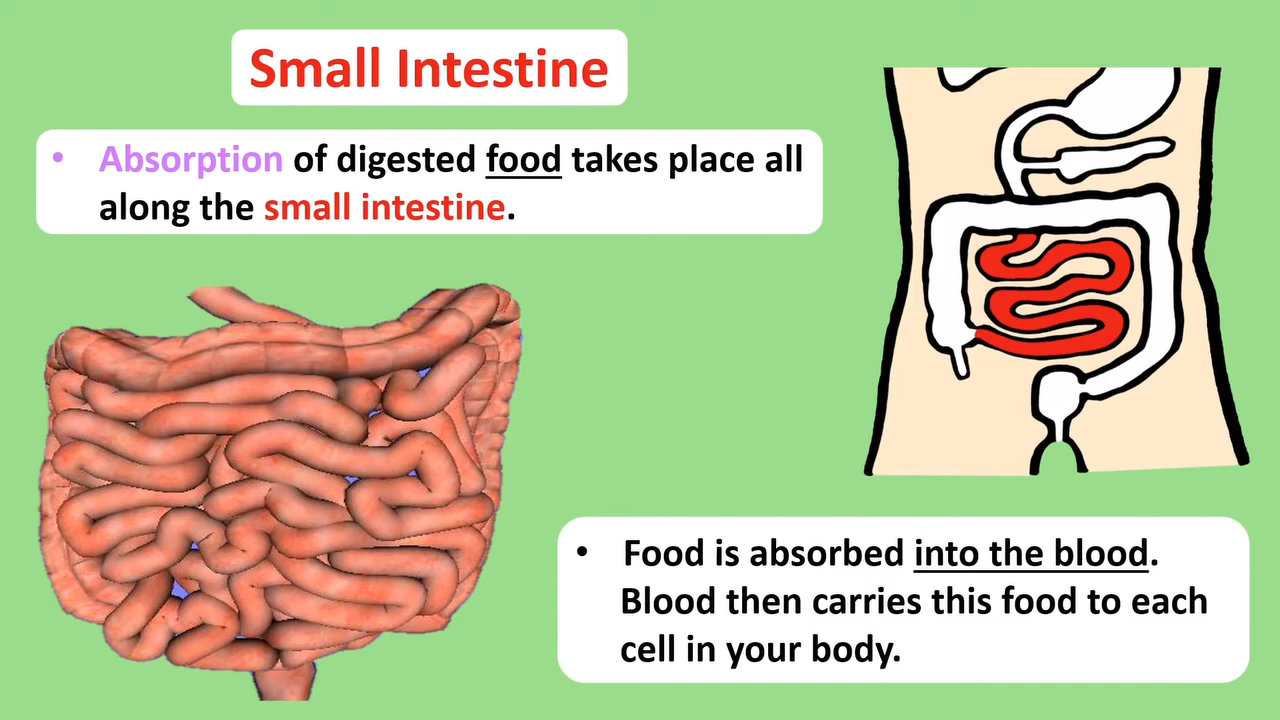 Small Intestine
• Absorption of digested food takes place all
along the small intestine.
• Food is absorbed into the blood.
Blood then carries this food to each
cell in your body.